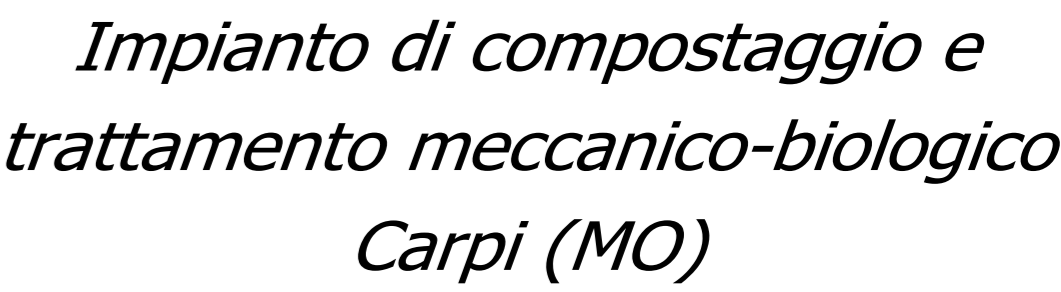 Impianto di compostaggio e
trattamento meccanico-biologico
Carpi (MO)